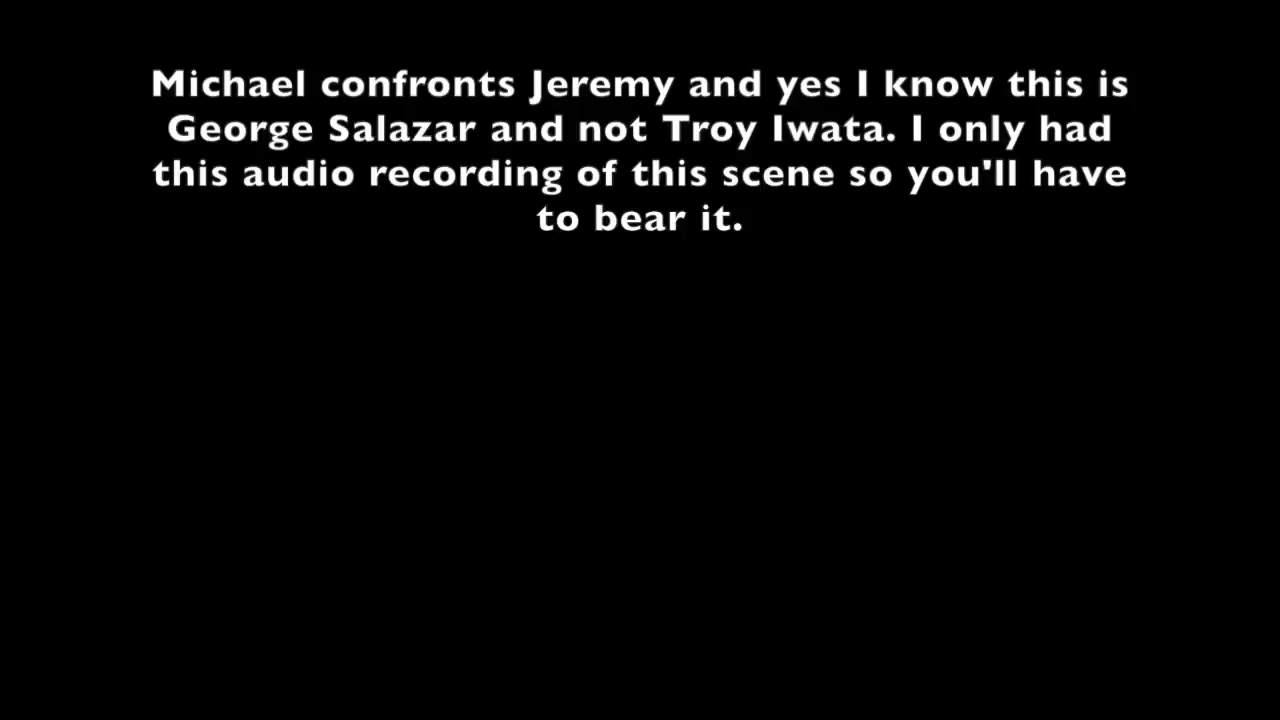 Michael confronts Jeremy and yes I know this is
George Salazar and not Troy Iwata. I only had
this audio recording of this scene so you'll have
to bear it.